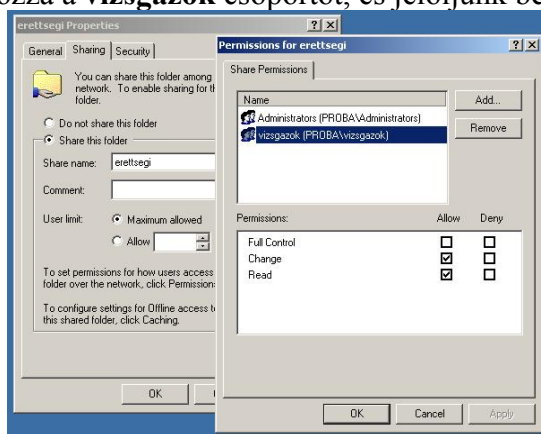 ozza a vizsgazok csoportot, és jelöljünk be
erettsegi Properties
General Sharing Security
You can share this folder among
network. To enable sharing for th
folder.
Do not share this folder
Share this folder
Share name: erettsegi
Comment:
User limit: Maximum allowed
Allow
To set permissions for how users access
folder over the network, click Permission
To configure settings for Offline access t
this shared folder, click Caching.
OK
Permissions for erettsegi
Share Permissions
Name
Administrators (PROBA\Administrators)
vizsgazok (PROBA\vizsgazok)
Add...
Remove
Permissions: Allow Deny
Full Control
Change
Read
OK Cancel Apply